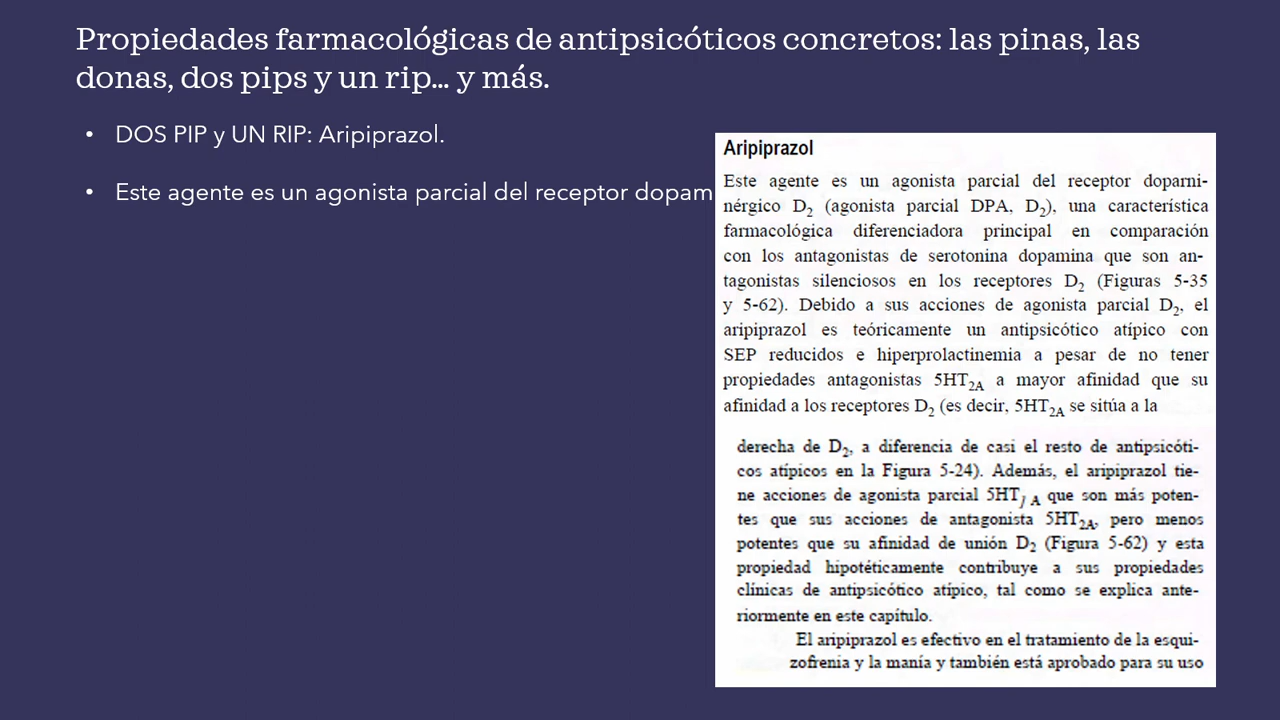 Propiedades farmacológicas de antipsicóticos concretos: las pinas, las
donas, dos pips y un rip... y más.
• DOS PIP y UN RIP: Aripiprazol.
• Este agente es un agonista parcial del receptor dopam
Aripiprazol
Este agente es un agonista parcial del receptor doparni-
nérgico D2 (agonista parcial DPA, D2), una característica
farmacológica diferenciadora principal en comparación
con los antagonistas de serotonina dopamina que son an-
tagonistas silenciosos en los receptores D2 (Figuras 5-35
y 5-62). Debido a sus acciones de agonista parcial D2, el
aripiprazol es teóricamente un antipsicótico atípico con
SEP reducidos e hiperprolactinemia a pesar de no tener
propiedades antagonistas 5HT2A a mayor afinidad que su
afinidad a los receptores D2 (es decir, 5HT2A se sitúa a la
derecha de D2, a diferencia de casi el resto de antipsicóti-
cos atípicos en la Figura 5-24). Además, el aripiprazol tie-
ne acciones de agonista parcial 5HT1A que son más poten-
tes que sus acciones de antagonista 5HT2A, pero menos
potentes que su afinidad de unión D2 (Figura 5-62) y esta
propiedad hipotéticamente contribuye a sus propiedades
clínicas de antipsicótico atípico, tal como se explica ante-
riormente en este capítulo.
El aripiprazol es efectivo en el tratamiento de la esqui-
zofrenia y la manía y también está aprobado para su uso